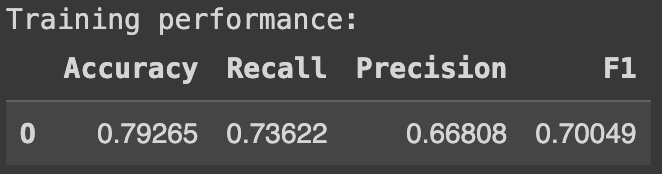 Training performance:
Accuracy Recall Precision F1
0 0.79265 0.73622 0.66808 0.70049